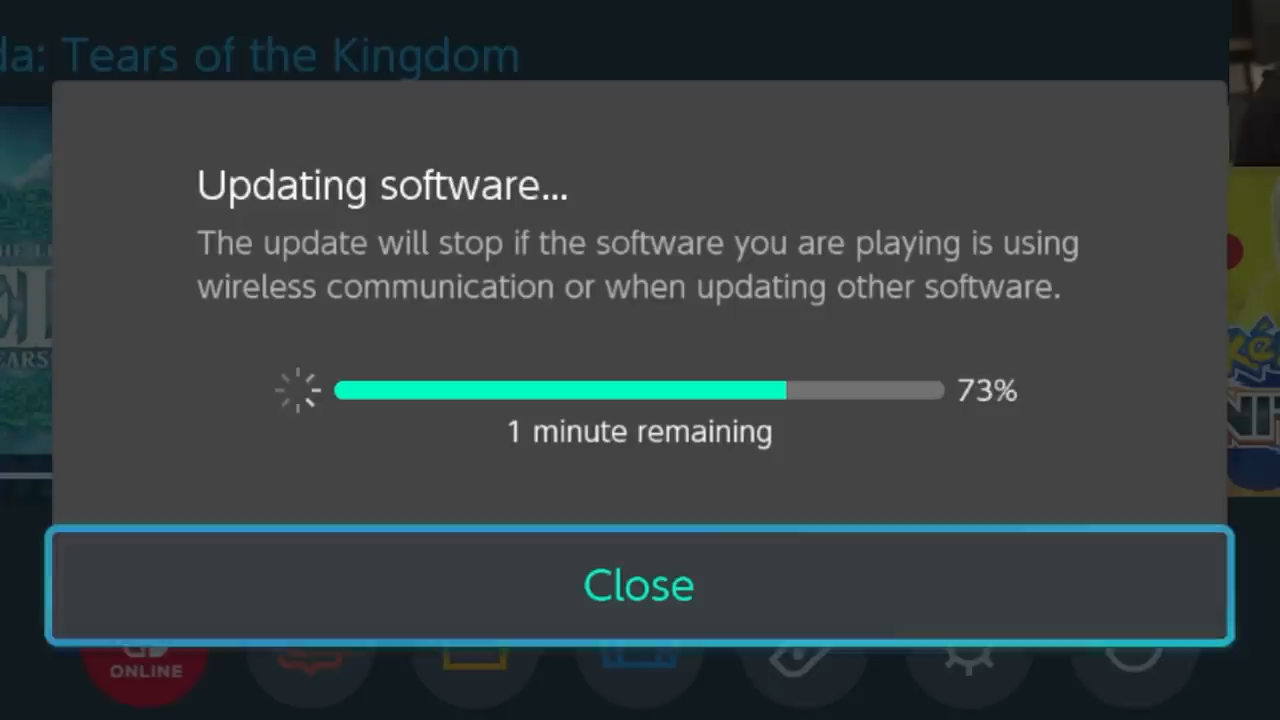 da: Tears of the Kingdom
Updating software...
The update will stop if the software you are playing is using
wireless communication or when updating other software.
73%
1 minute remaining
Close
ONLINE